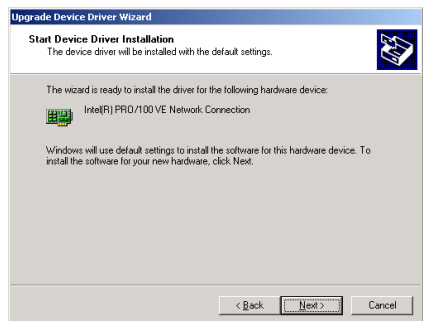 Upgrade Device Driver Wizard
Start Device Driver Installation
The device driver will be installed with the default settings.
The wizard is ready to install the driver for the following hardware device:
Intel(R) PRO/100 VE Network Connection
Windows will use default settings to install the software for this hardware device. To
install the software for your new hardware, click Next.
< Back Next > Cancel